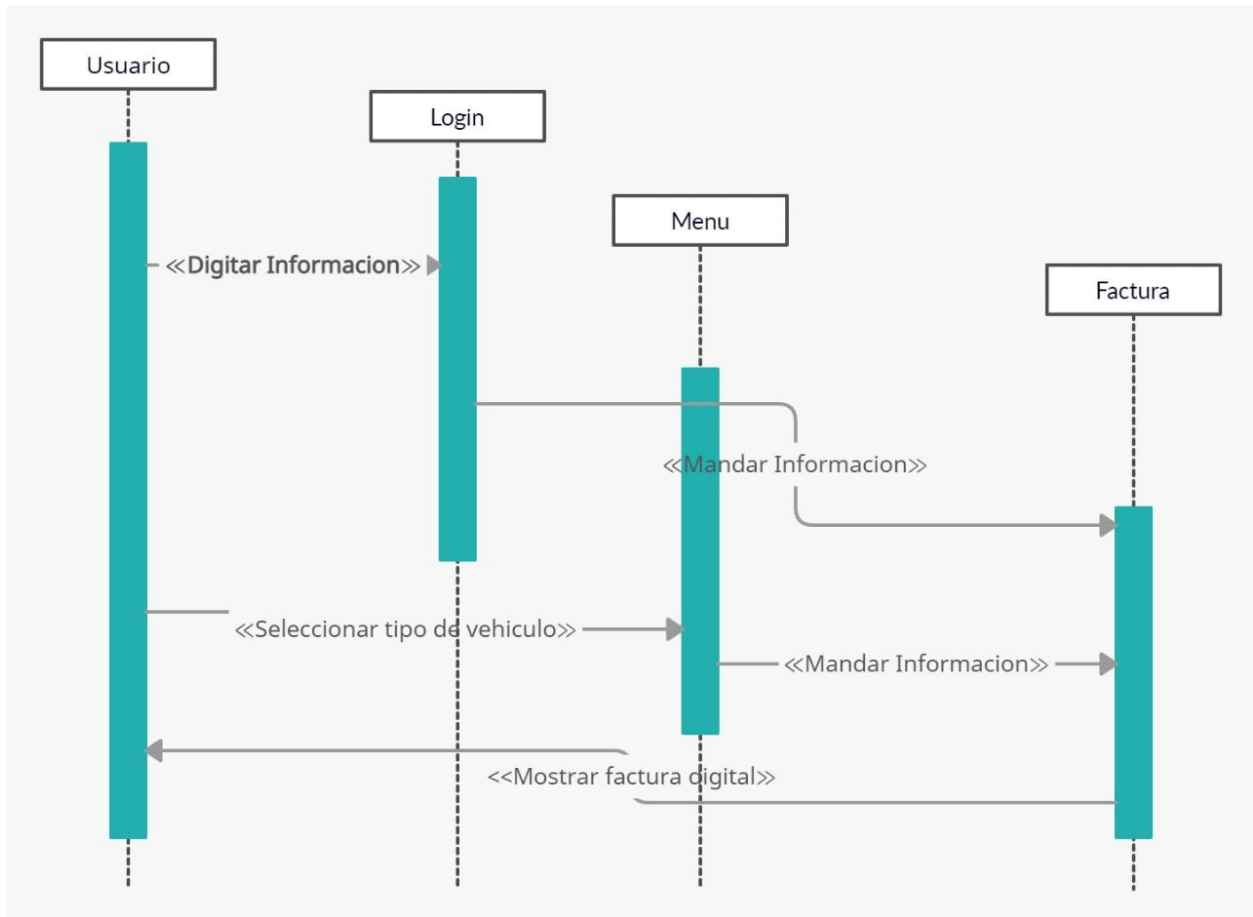 Usuario
Login
Menu
Factura
≪Digitar Informacion≫
≪Mandar Informacion≫
≪Seleccionar tipo de vehiculo≫
≪Mandar Informacion≫
<<Mostrar factura digital≫